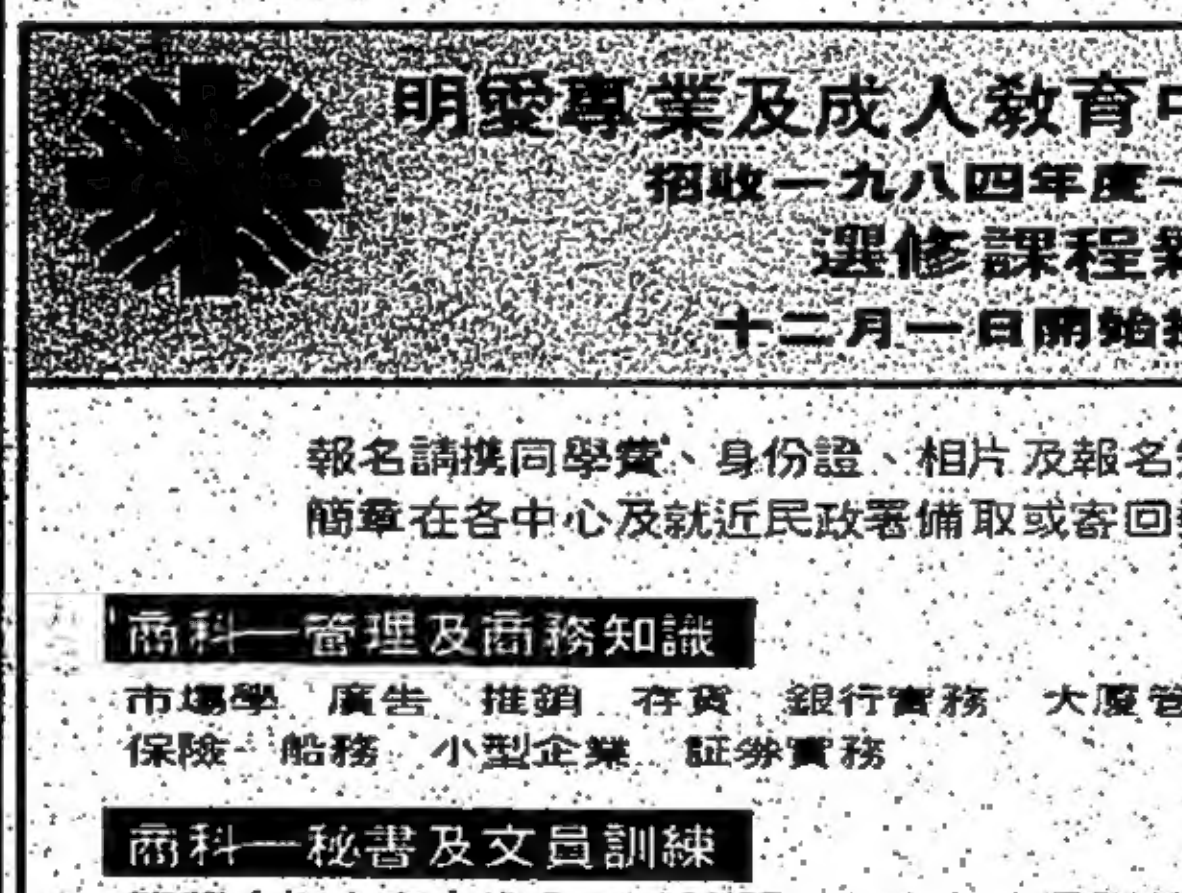 明愛專業及成人教育中
招收一九八四年度一
選修課程
十二月一日開始
報名請携同學費、身份證、相片及報名
簡章在各中心及就近民政署備取或寄回
商科—管理及商務知識
市場學 廣告 推銷 存貨 銀行實務 大厦管
保險 船務 小型企業 証券實務
商科—秘書及文員訓練